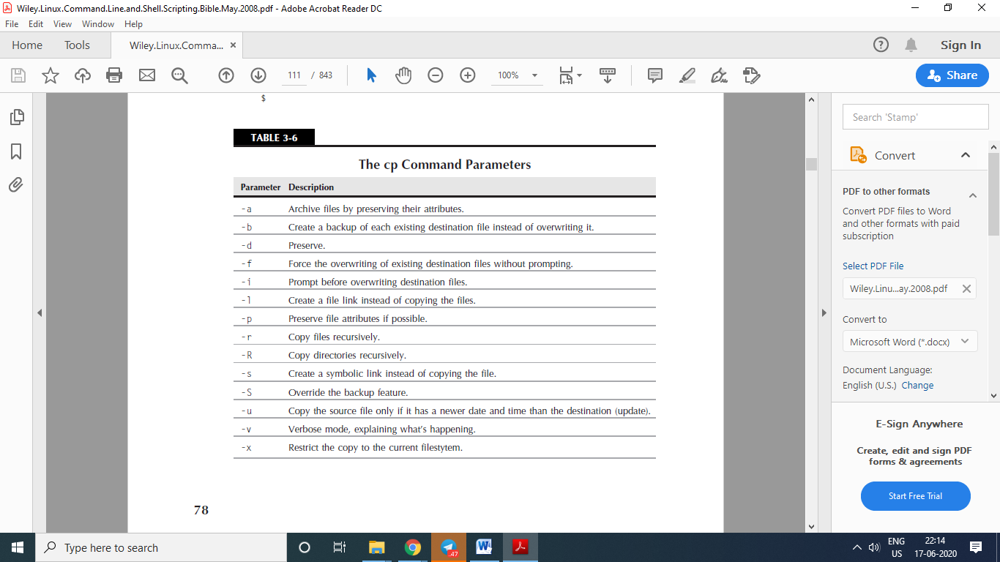 Wiley.Linux.Command.Line.and.Shell.Scripting.Bible.May.2008.pdf - Adobe Acrobat Reader DC
File Edit View Window Help
Home Tools Wiley.Linux.Comma... × Sign In
111 / 843 100% Share
$
TABLE 3-6
The cp Command Parameters
Parameter Description
-a Archive files by preserving their attributes.
-b Create a backup of each existing destination file instead of overwriting it.
-d Preserve.
-f Force the overwriting of existing destination files without prompting.
-i Prompt before overwriting destination files.
-l Create a file link instead of copying the files.
-p Preserve file attributes if possible.
-r Copy files recursively.
-R Copy directories recursively.
-s Create a symbolic link instead of copying the file.
-S Override the backup feature.
-u Copy the source file only if it has a newer date and time than the destination (update).
-v Verbose mode, explaining what's happening.
-x Restrict the copy to the current filestytem.
78
Search 'Stamp'
Convert
PDF to other formats
Convert PDF files to Word
and other formats with paid
subscription
Select PDF File
Wiley.Linu...ay.2008.pdf
Convert to
Microsoft Word (*.docx)
Document Language:
English (U.S.) Change
E-Sign Anywhere
Create, edit and sign PDF
forms & agreements
Start Free Trial
Type here to search
.47
W
ENG
US
22:14
17-06-2020